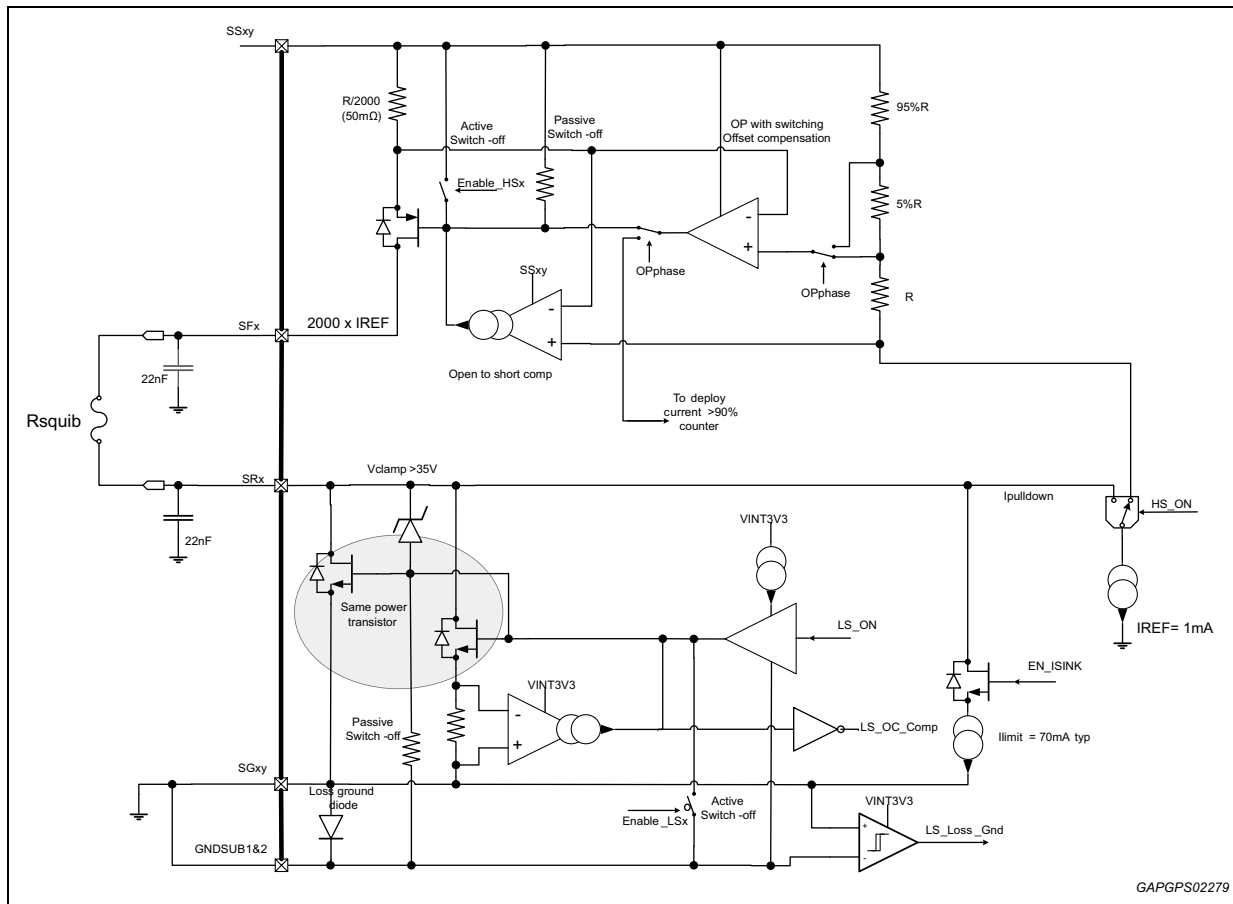 SSxy
R/2000
(50mΩ)
Active
Switch -off
Passive
Switch -off
OP with switching
Offset compensation
95%R
Enable_HSx
5%R
-
+
OPphase
OPphase
SSxy
R
SFx
2000 x IREF
-
+
22nF
Open to short comp
Rsquib
To deploy
current >90%
counter
Vclamp >35V
SRx
Ipulldown
HS_ON
VINT3V3
22nF
Same power
transistor
LS_ON
IREF= 1mA
EN_ISINK
VINT3V3
-
+
Passive
Switch -off
LS_OC_Comp
Ilimit = 70mA typ
SGxy
Loss ground
diode
Active
Switch -off
VINT3V3
Enable_LSx
+
-
LS_Loss_Gnd
GNDSUB1&2
GAPGPS02279